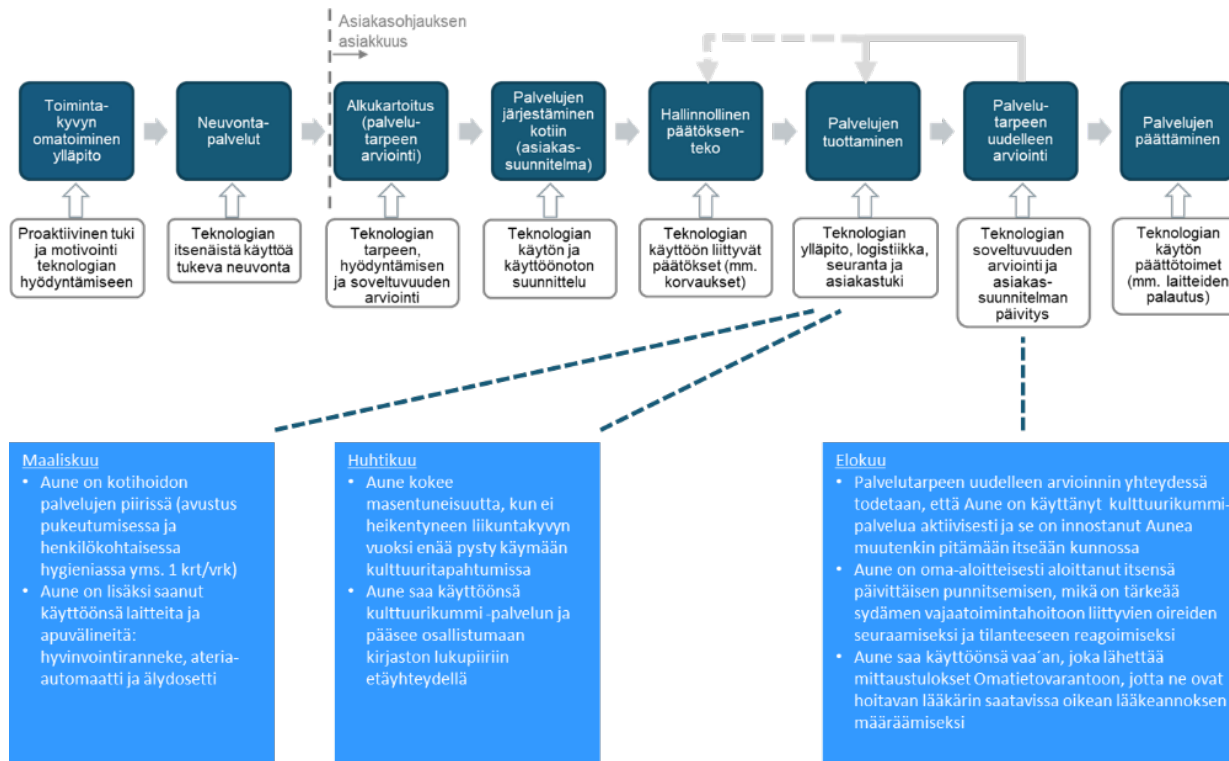 Asiakasohjauksen
asiakkuus
Toiminta-
kyvyn
omatoiminen
ylläpito
Neuvonta-
palvelut
Alkukartoitus
(palvelu-
tarpeen
arviointi)
Palvelujen
järjestäminen
kotiin
(asiakas-
suunnitelma)
Hallinnollinen
päätöksen-
teko
Palvelujen
tuottaminen
Palvelu-
tarpeen
uudelleen
arviointi
Palvelujen
päättäminen
Proaktiivinen tuki
ja motivointi
teknologian
hyödyntämiseen
Teknologian
itsenäistä käyttöä
tukeva neuvonta
Teknologian
tarpeen,
hyödyntämisen
ja soveltuvuuden
arviointi
Teknologian
käytön ja
käyttöönoton
suunnittelu
Teknologian
käyttöön liittyvät
päätökset (mm.
korvaukset)
Teknologian
ylläpito, logistiikka,
seuranta ja
asiakastuki
Teknologian
soveltuvuuden
arviointi ja
asiakas-
suunnitelman
päivitys
Teknologian
käytön
päättötoimet
(mm. laitteiden
palautus)
Maaliskuu
• Aune on kotihoidon
palvelujen piirissä (avustus
pukeutumisessa ja
henkilökohtaisessa
hygieniassa yms. 1 krt/vrk)
• Aune on lisäksi saanut
käyttöönsä laitteita ja
apuvälineitä:
hyvinvointiranneke, ateria-
automaatti ja älydosetti
Huhtikuu
• Aune kokee
masentuneisuutta, kun ei
heikentyneen liikuntakyvyn
vuoksi enää pysty käymään
kulttuuritapahtumissa
• Aune saa käyttöönsä
kulttuurikummi -palvelun ja
pääsee osallistumaan
kirjaston lukupiiriin
etäyhteydellä
Elokuu
• Palvelutarpeen uudelleen arvioinnin yhteydessä
todetaan, että Aune on käyttänyt kulttuurikummi-
palvelua aktiivisesti ja se on innostanut Aunea
muutenkin pitämään itseään kunnossa
• Aune on oma-aloitteisesti aloittanut itsensä
päivittäisen punnitsemisen, mikä on tärkeää
sydämen vajaatoimintahoitoon liittyvien oireiden
seuraamiseksi ja tilanteeseen reagoimiseksi
• Aune saa käyttöönsä vaa´an, joka lähettää
mittaustulokset Omatietovarantoon, jotta ne ovat
hoitavan lääkärin saatavissa oikean lääkeannoksen
määräämiseksi